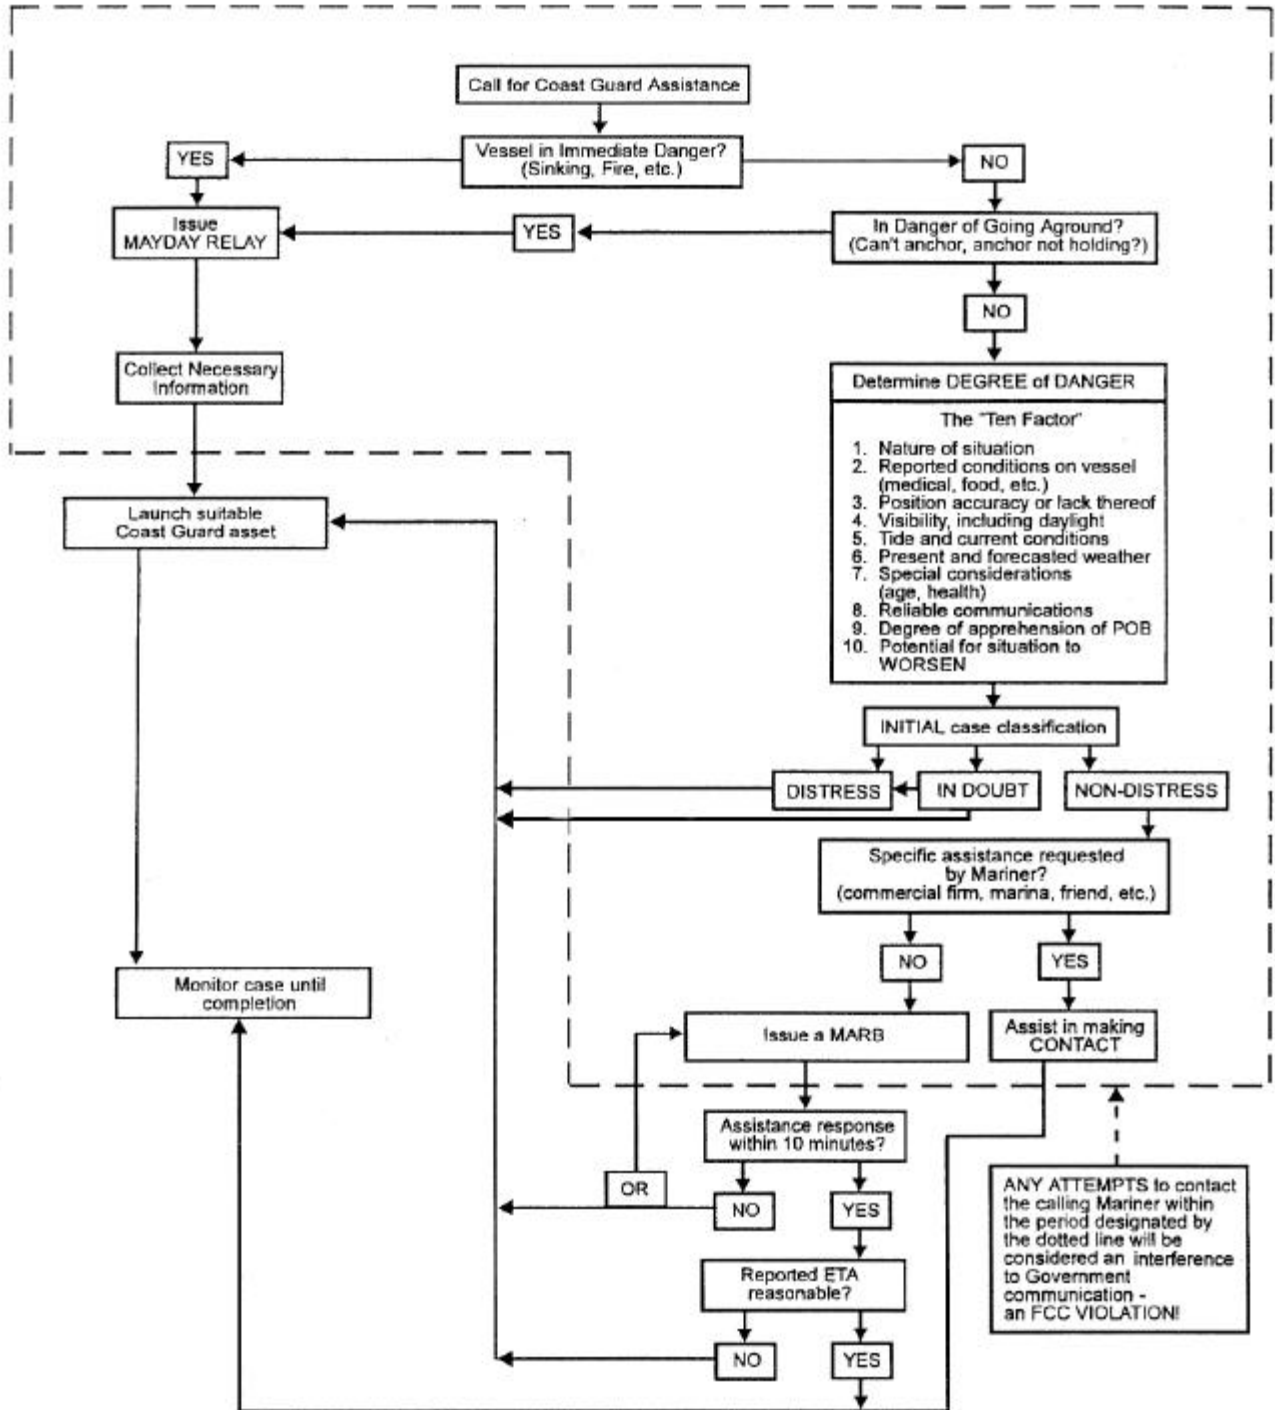 Call for Coast Guard Assistance
YES
Vessel in Immediate Danger?
(Sinking, Fire, etc.)
NO
Issue
MAYDAY RELAY
YES
In Danger of Going Aground?
(Can't anchor, anchor not holding?)
NO
Collect Necessary
Information
Determine DEGREE of DANGER
The "Ten Factor"
1. Nature of situation
2. Reported conditions on vessel
(medical, food, etc.)
3. Position accuracy or lack thereof
4. Visibility, including daylight
5. Tide and current conditions
6. Present and forecasted weather
7. Special considerations
(age, health)
8. Reliable communications
9. Degree of apprehension of POB
10. Potential for situation to
WORSEN
Launch suitable
Coast Guard asset
INITIAL case classification
DISTRESS
IN DOUBT
NON-DISTRESS
Specific assistance requested
by Mariner?
(commercial firm, marina, friend, etc.)
NO
YES
Monitor case until
completion
Issue a MARB
Assist in making
CONTACT
Assistance response
within 10 minutes?
OR
NO
YES
ANY ATTEMPTS to contact
the calling Mariner within
the period designated by
the dotted line will be
considered an interference
to Government
communication -
an FCC VIOLATION!
Reported ETA
reasonable?
NO
YES